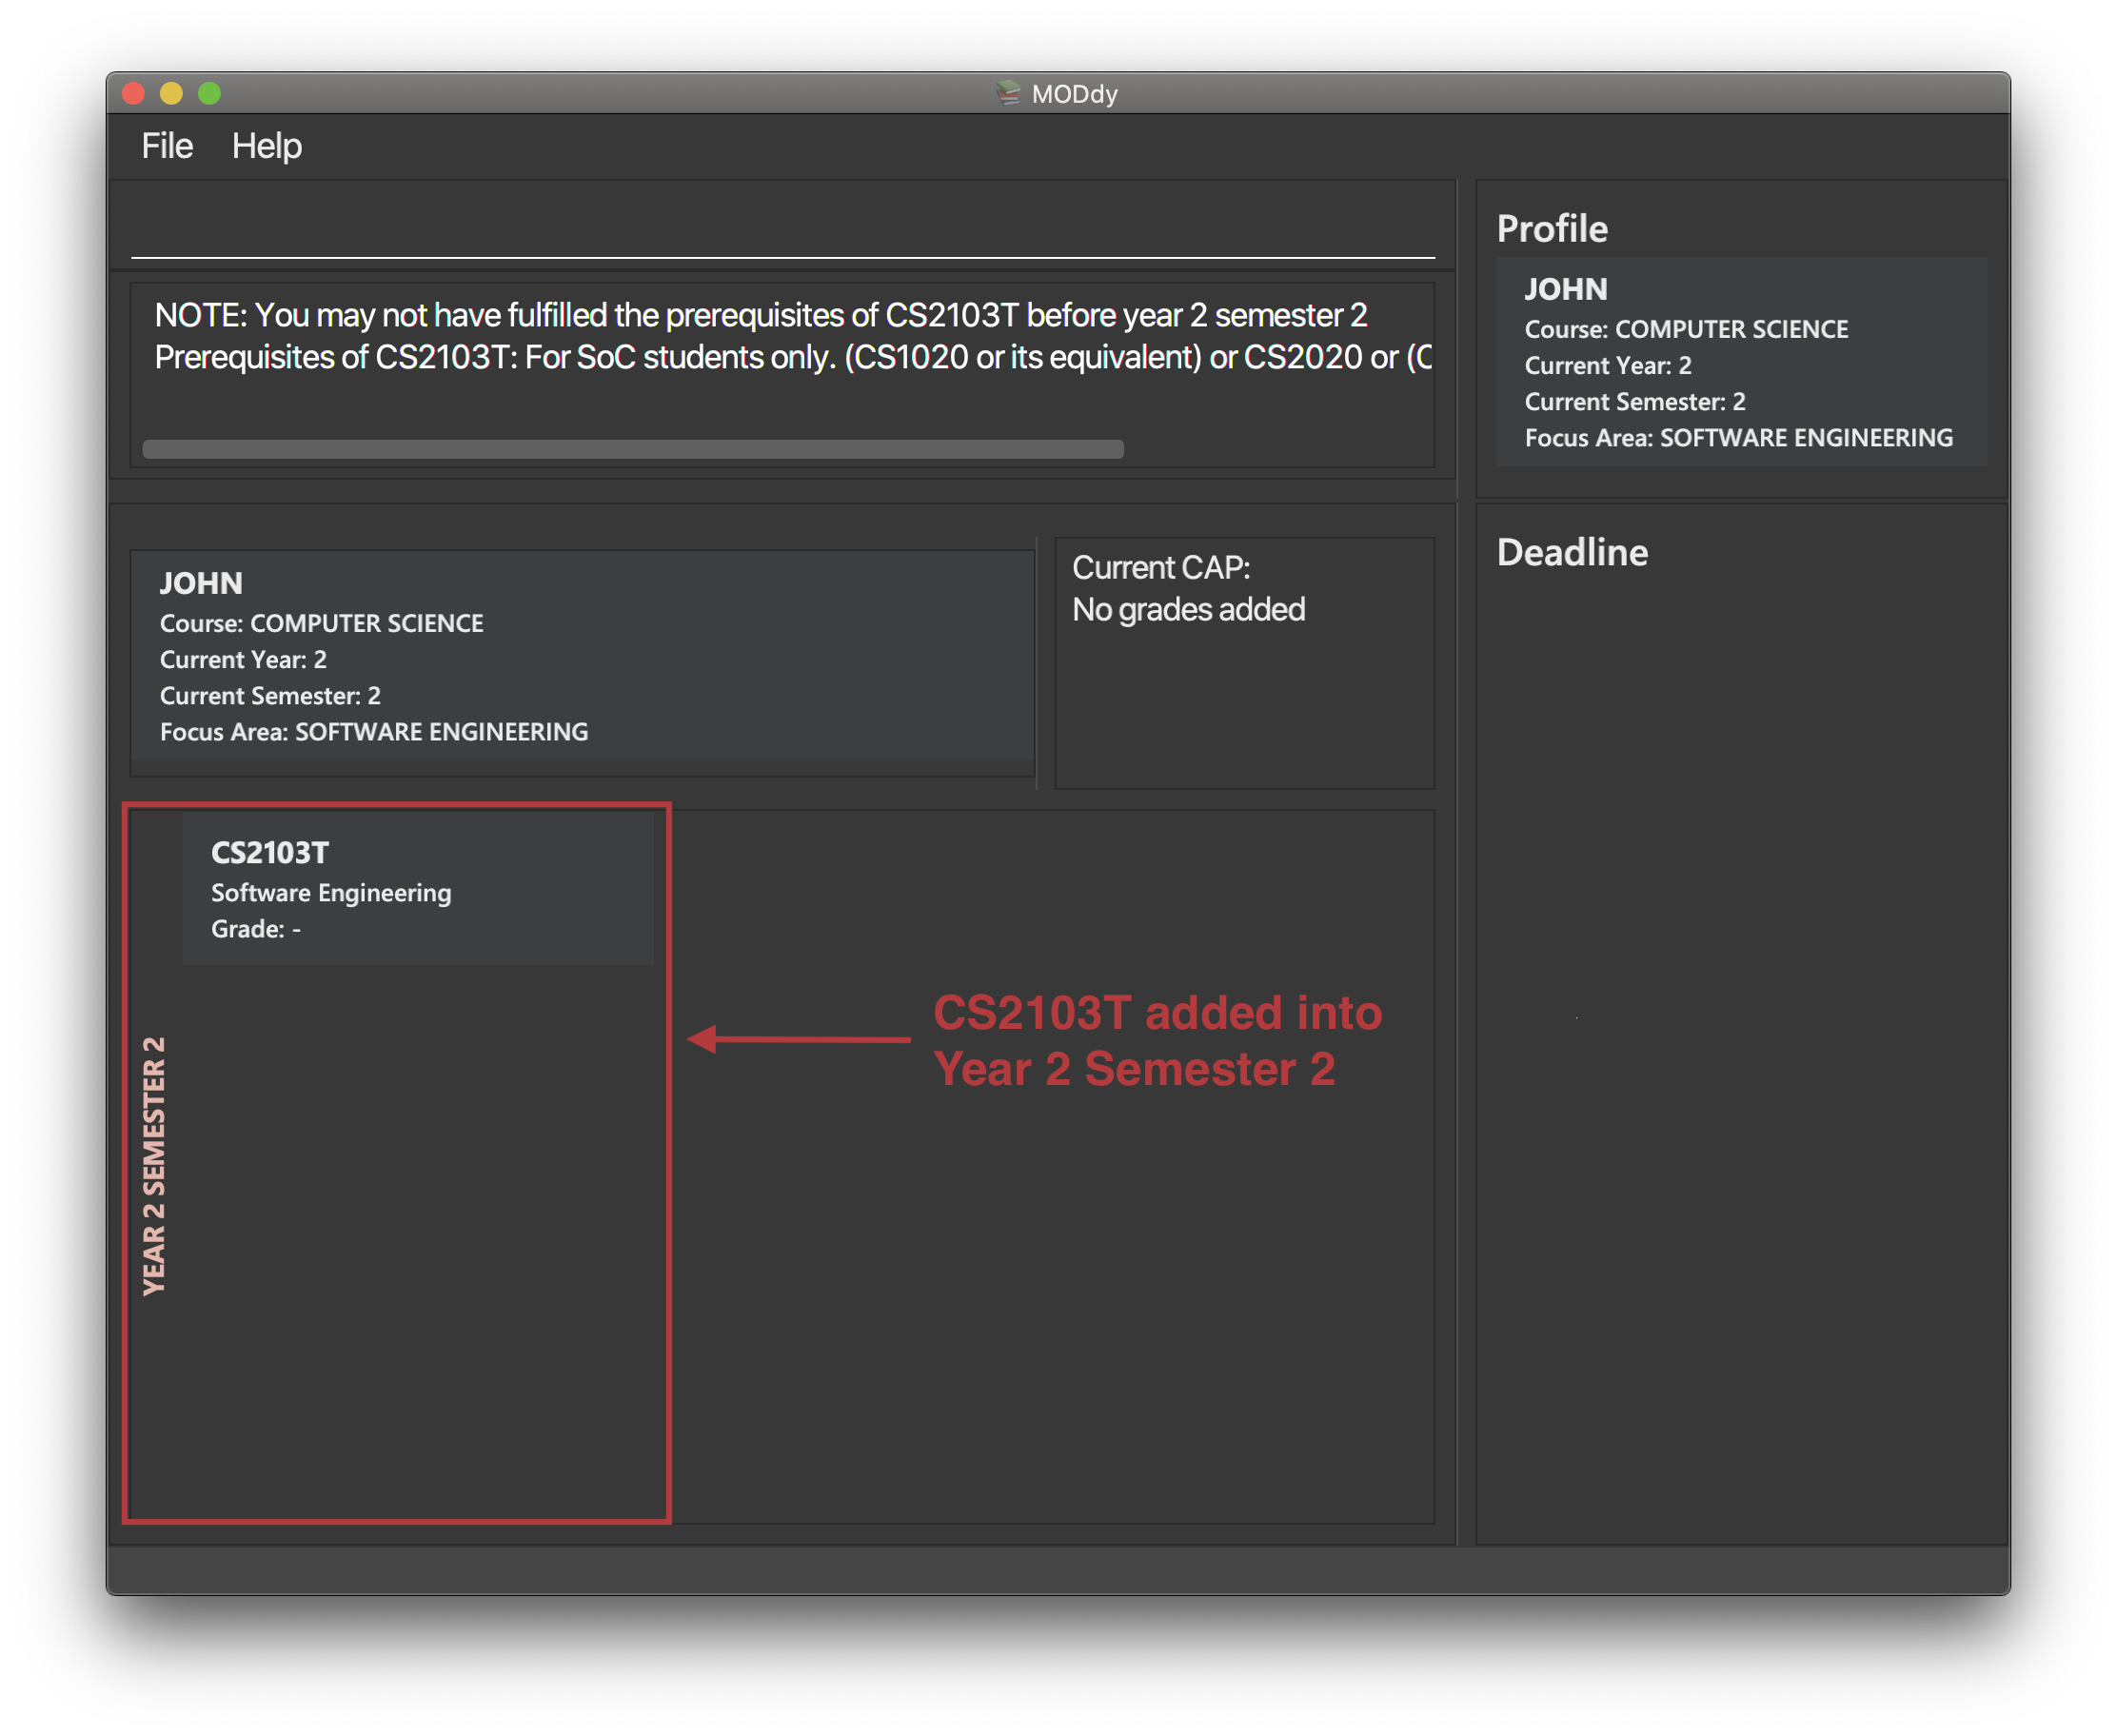 MODdy
File Help
NOTE: You may not have fulfilled the prerequisites of CS2103T before year 2 semester 2
Prerequisites of CS2103T: For SoC students only. (CS1020 or its equivalent) or CS2020 or (C
Profile
JOHN
Course: COMPUTER SCIENCE
Current Year: 2
Current Semester: 2
Focus Area: SOFTWARE ENGINEERING
JOHN
Course: COMPUTER SCIENCE
Current Year: 2
Current Semester: 2
Focus Area: SOFTWARE ENGINEERING
Current CAP:
No grades added
Deadline
YEAR 2 SEMESTER 2
CS2103T
Software Engineering
Grade: -
CS2103T added into
Year 2 Semester 2